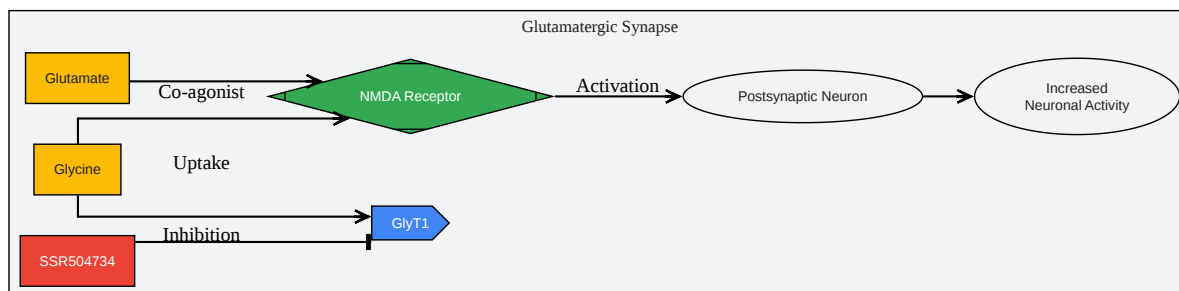 Glutamatergic Synapse
Glutamate
Co-agonist
NMDA Receptor
Activation
Postsynaptic Neuron
Increased
Neuronal Activity
Glycine
Uptake
GlyT1
Inhibition
SSR504734